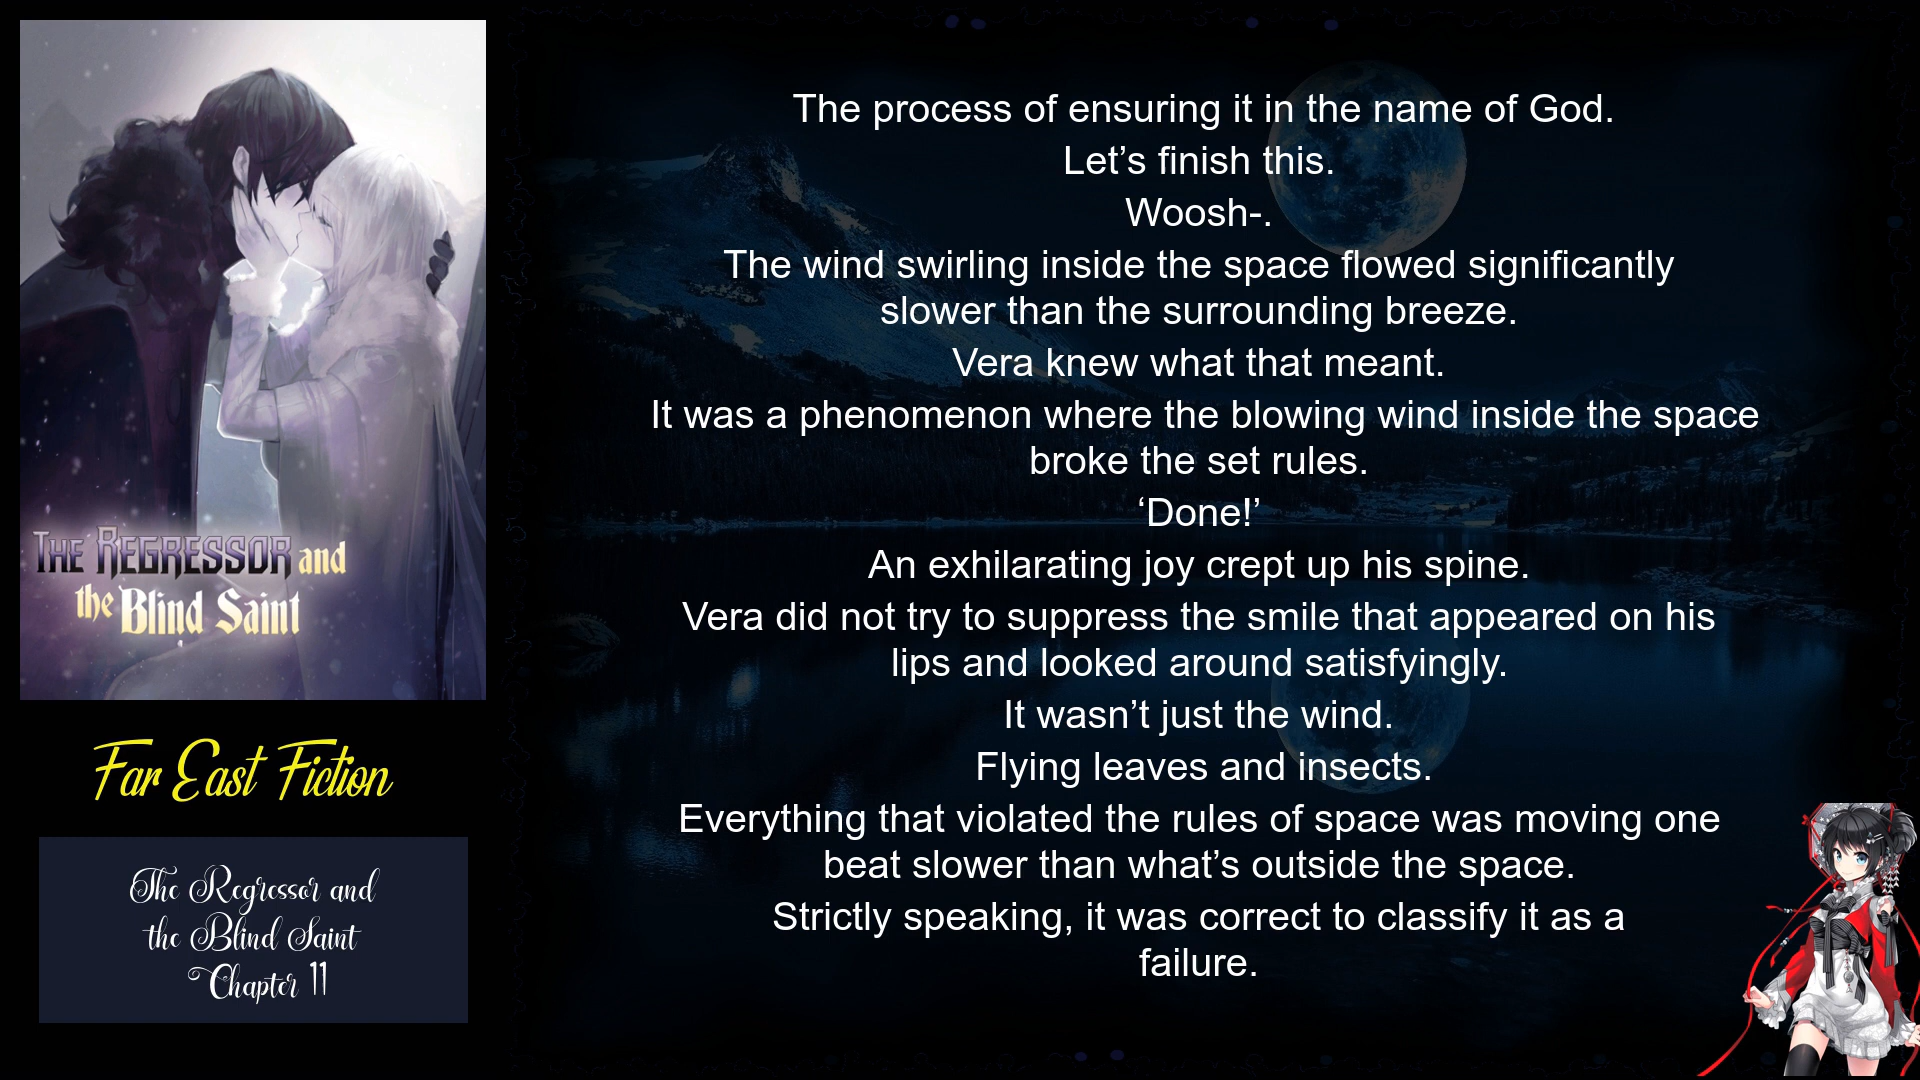 THE REGRESSOR and
the Blind Saint
Far East Fiction
The Regressor and
the Blind Saint
Chapter 11
The process of ensuring it in the name of God.
Let’s finish this.
Woosh-.
The wind swirling inside the space flowed significantly
slower than the surrounding breeze.
Vera knew what that meant.
It was a phenomenon where the blowing wind inside the space
broke the set rules.
‘Done!’
An exhilarating joy crept up his spine.
Vera did not try to suppress the smile that appeared on his
lips and looked around satisfyingly.
It wasn’t just the wind.
Flying leaves and insects.
Everything that violated the rules of space was moving one
beat slower than what’s outside the space.
Strictly speaking, it was correct to classify it as a
failure.